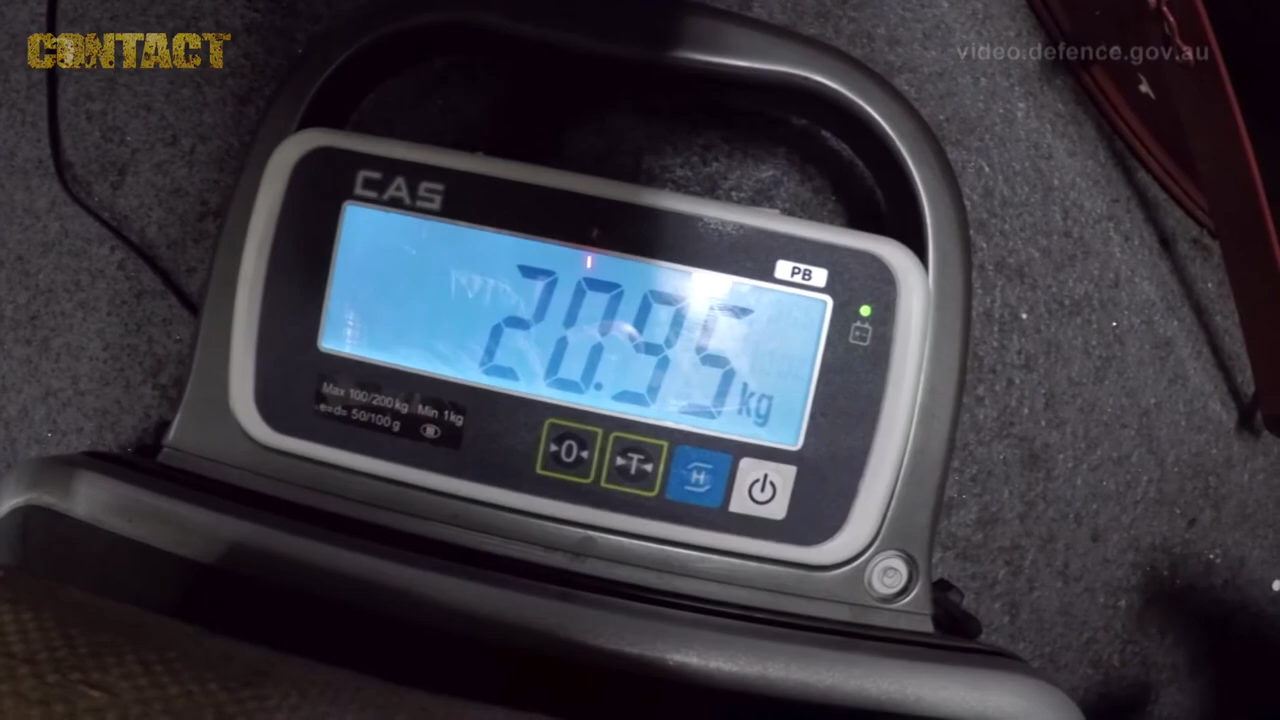 CONTACT
video.defence.gov.au
CAS
PB
20.95 kg
Max 100/200kg Min 1kg
e=d= 50/100g
0
T
H